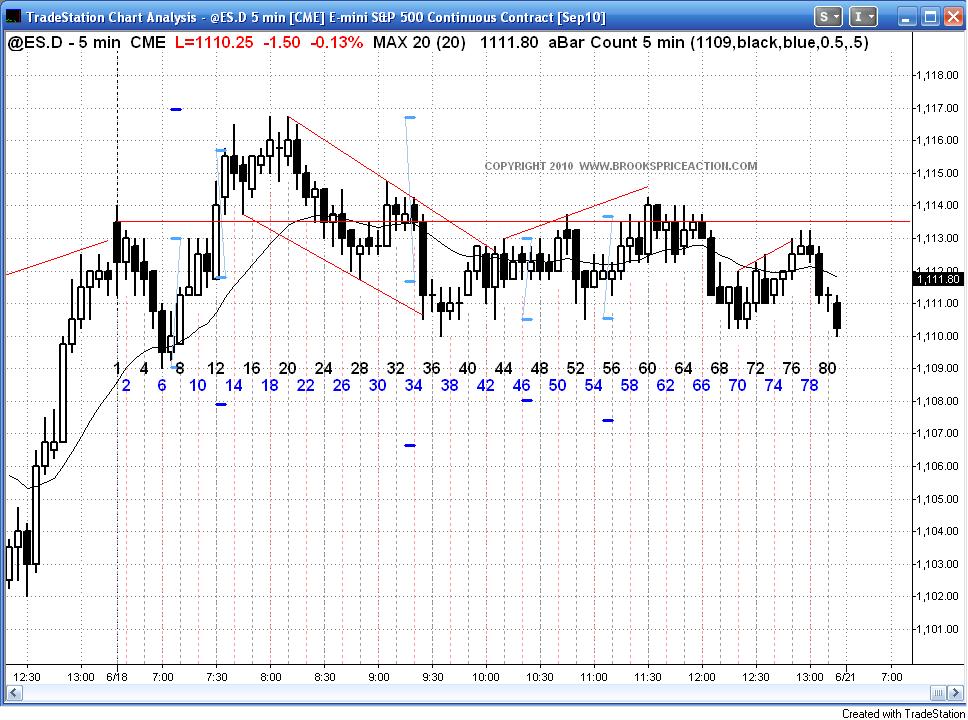 TradeStation Chart Analysis - @ES.D 5 min [CME] E-mini S&P 500 Continuous Contract [Sep10]
S I
@ES.D - 5 min CME L=1110.25 -1.50 -0.13% MAX 20 (20) 1111.80 aBar Count 5 min (1109,black,blue,0.5,.5)
COPYRIGHT 2010 WWW.BROOKSPRICEACTION.COM
1,118.00
1,117.00
1,116.00
1,115.00
1,114.00
1,113.00
1,112.00
1,111.80
1,111.00
1,110.00
1,109.00
1,108.00
1,107.00
1,106.00
1,105.00
1,104.00
1,103.00
1,102.00
1,101.00
1 4 8 12 16 20 24 28 32 36 40 44 48 52 56 60 64 68 72 76 80
2 6 10 14 18 22 26 30 34 38 42 46 50 54 58 62 66 70 74 78
12:30 13:00 6/18 7:00 7:30 8:00 8:30 9:00 9:30 10:00 10:30 11:00 11:30 12:00 12:30 13:00 6/21 7:00
Created with TradeStation